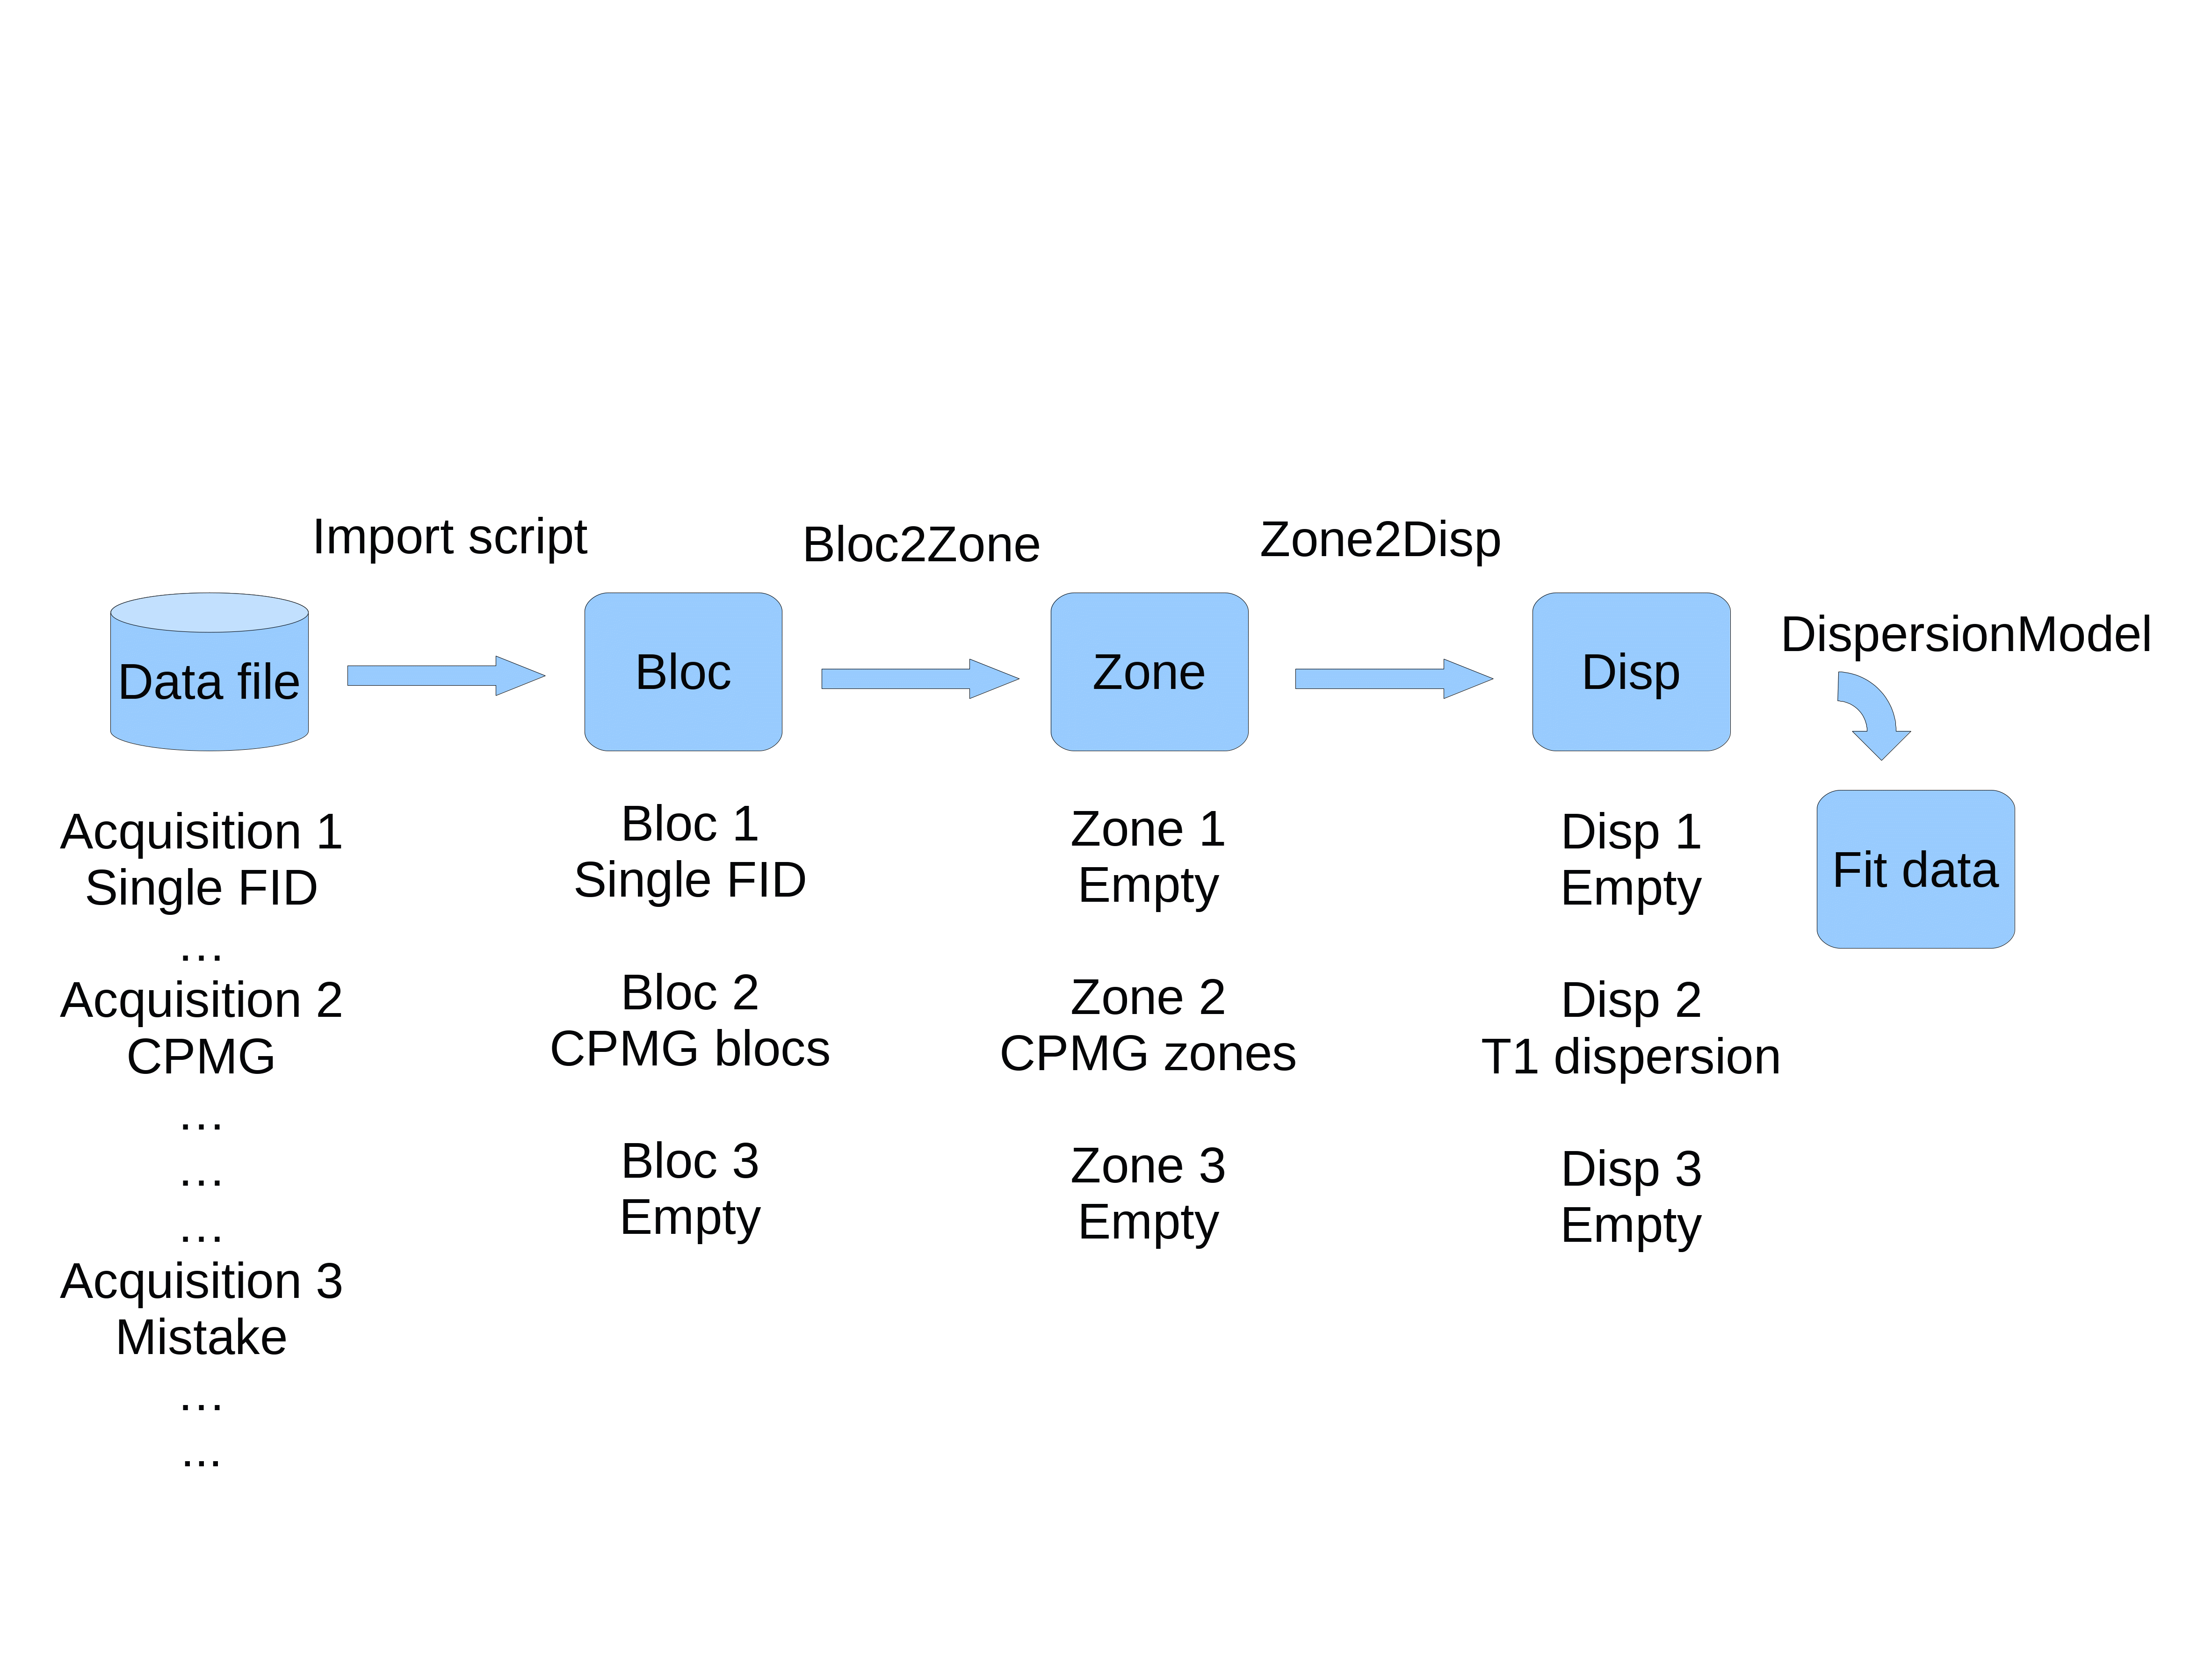 Import script
Bloc2Zone
Zone2Disp
DispersionModel
Data file
Bloc
Zone
Disp
Fit data
Acquisition 1
Single FID
…
Acquisition 2
CPMG
…
…
…
Acquisition 3
Mistake
…
...
Bloc 1
Single FID
Bloc 2
CPMG blocs
Bloc 3
Empty
Zone 1
Empty
Zone 2
CPMG zones
Zone 3
Empty
Disp 1
Empty
Disp 2
T1 dispersion
Disp 3
Empty